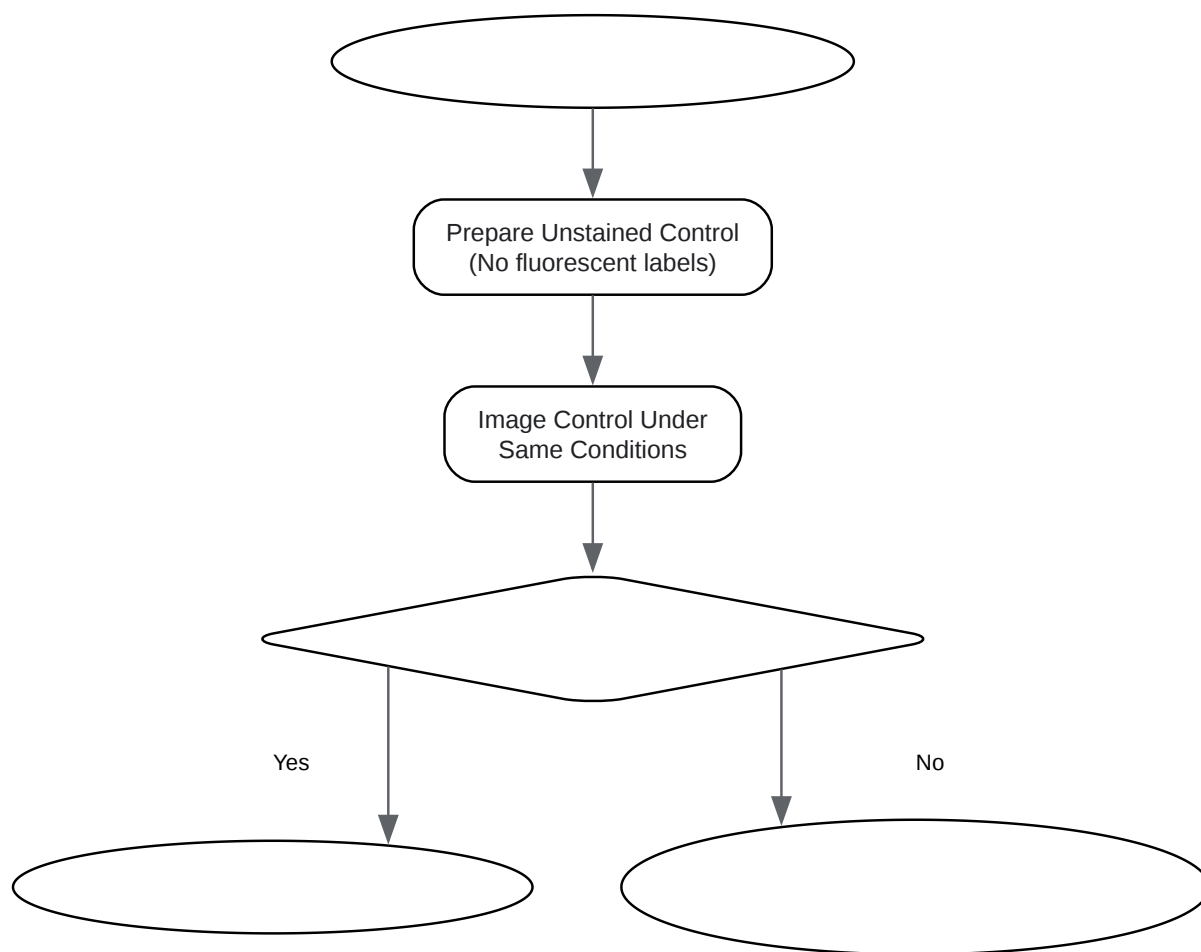 Prepare Unstained Control
(No fluorescent labels)
Image Control Under
Same Conditions
Yes
No